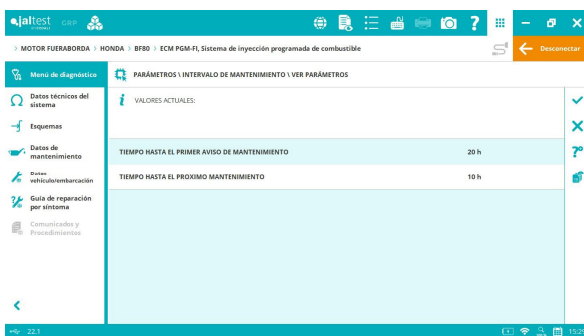 jaltest GRP
> MOTOR FUERABORDA > HONDA > BF80 > ECM PGM-FI, Sistema de inyección programada de combustible
Desconectar
Menú de diagnóstico
PARÁMETROS \ INTERVALO DE MANTENIMIENTO \ VER PARÁMETROS
Datos técnicos del
sistema
VALORES ACTUALES:
Esquemas
Datos de
mantenimiento
TIEMPO HASTA EL PRIMER AVISO DE MANTENIMIENTO 20 h
Datos
vehículo/embarcación
TIEMPO HASTA EL PROXIMO MANTENIMIENTO 10 h
Guía de reparación
por síntoma
Comunicados y
Procedimientos
22.1